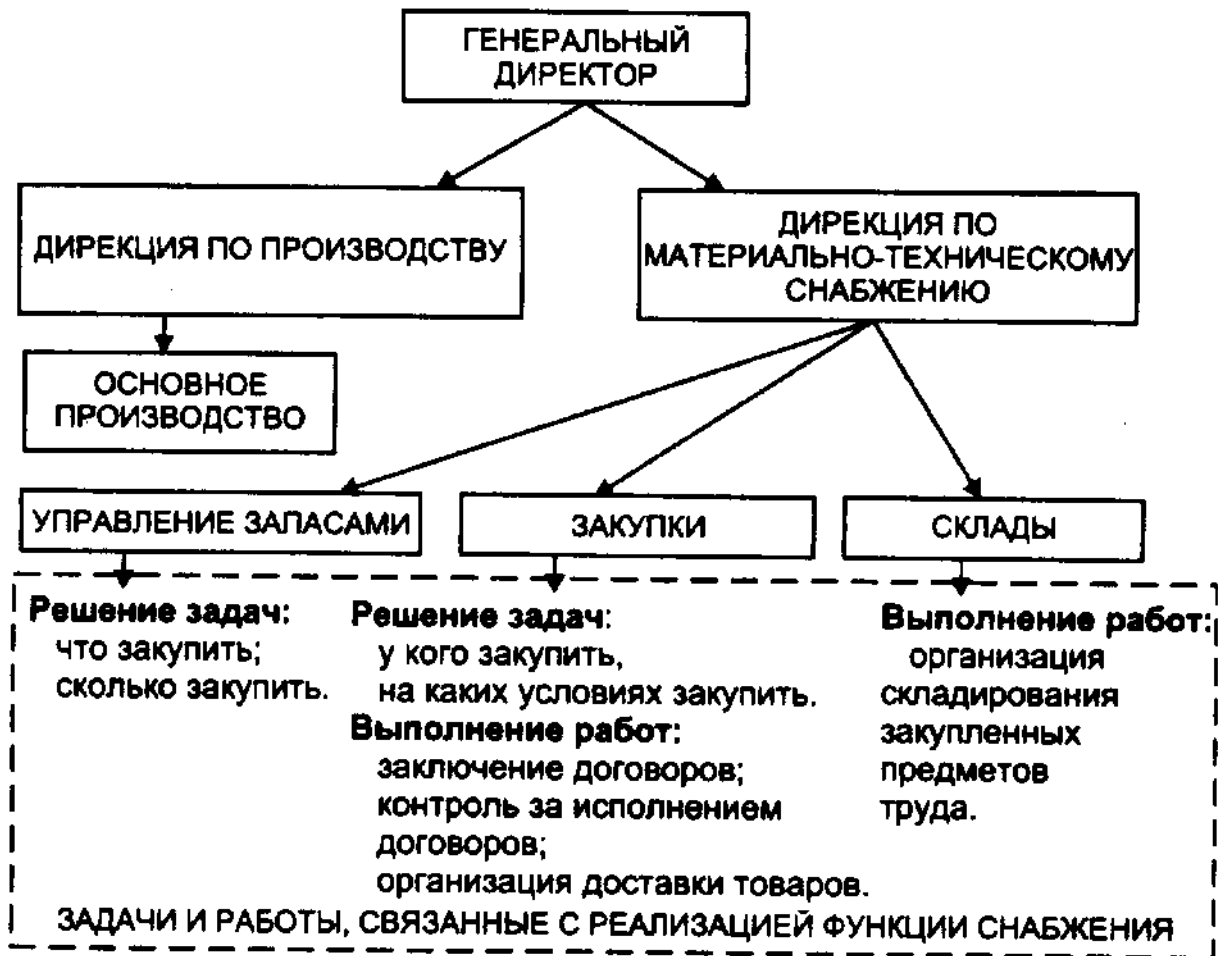 ГЕНЕРАЛЬНЫЙ
ДИРЕКТОР
ДИРЕКЦИЯ ПО ПРОИЗВОДСТВУ
ДИРЕКЦИЯ ПО
МАТЕРИАЛЬНО-ТЕХНИЧЕСКОМУ
СНАБЖЕНИЮ
ОСНОВНОЕ
ПРОИЗВОДСТВО
УПРАВЛЕНИЕ ЗАПАСАМИ
ЗАКУПКИ
СКЛАДЫ
Решение задач:
что закупить;
сколько закупить.
Решение задач:
у кого закупить,
на каких условиях закупить.
Выполнение работ:
заключение договоров;
контроль за исполнением
договоров;
организация доставки товаров.
Выполнение работ:
организация
складирования
закупленных
предметов
труда.
ЗАДАЧИ И РАБОТЫ, СВЯЗАННЫЕ С РЕАЛИЗАЦИЕЙ ФУНКЦИИ СНАБЖЕНИЯ